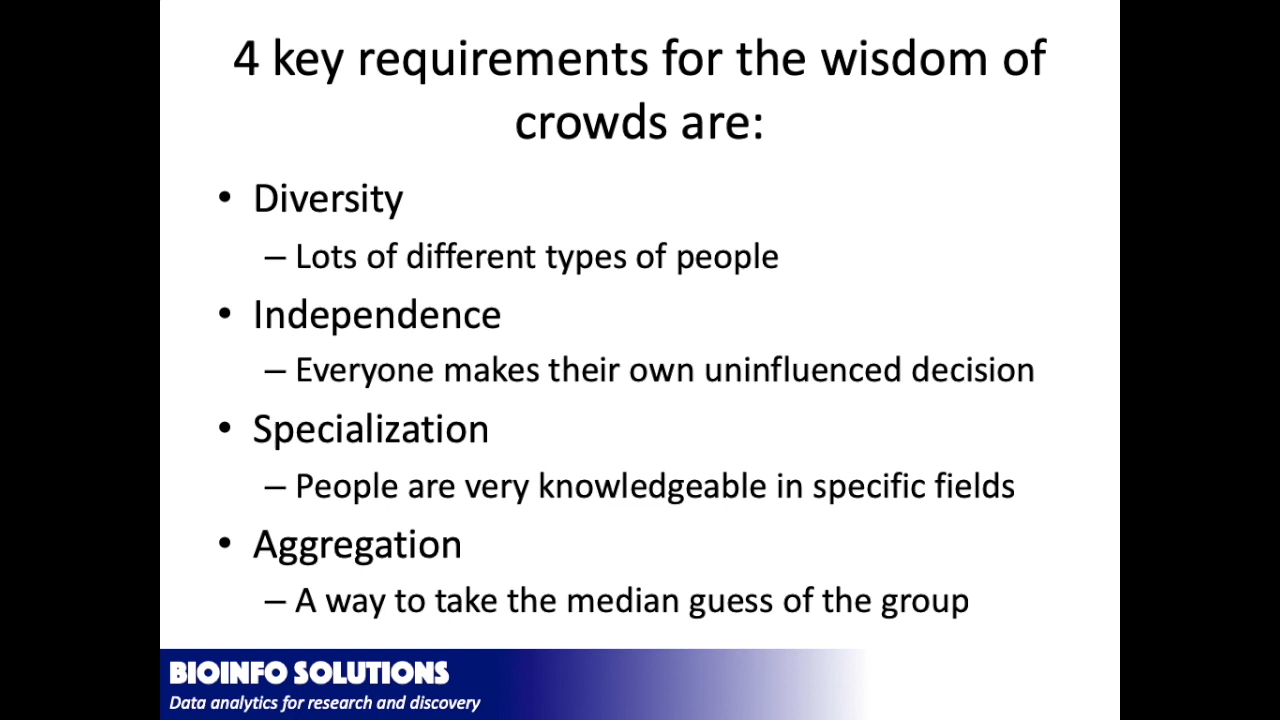 4 key requirements for the wisdom of
crowds are:
• Diversity
– Lots of different types of people
• Independence
– Everyone makes their own uninfluenced decision
• Specialization
– People are very knowledgeable in specific fields
• Aggregation
– A way to take the median guess of the group
BIOINFO SOLUTIONS
Data analytics for research and discovery